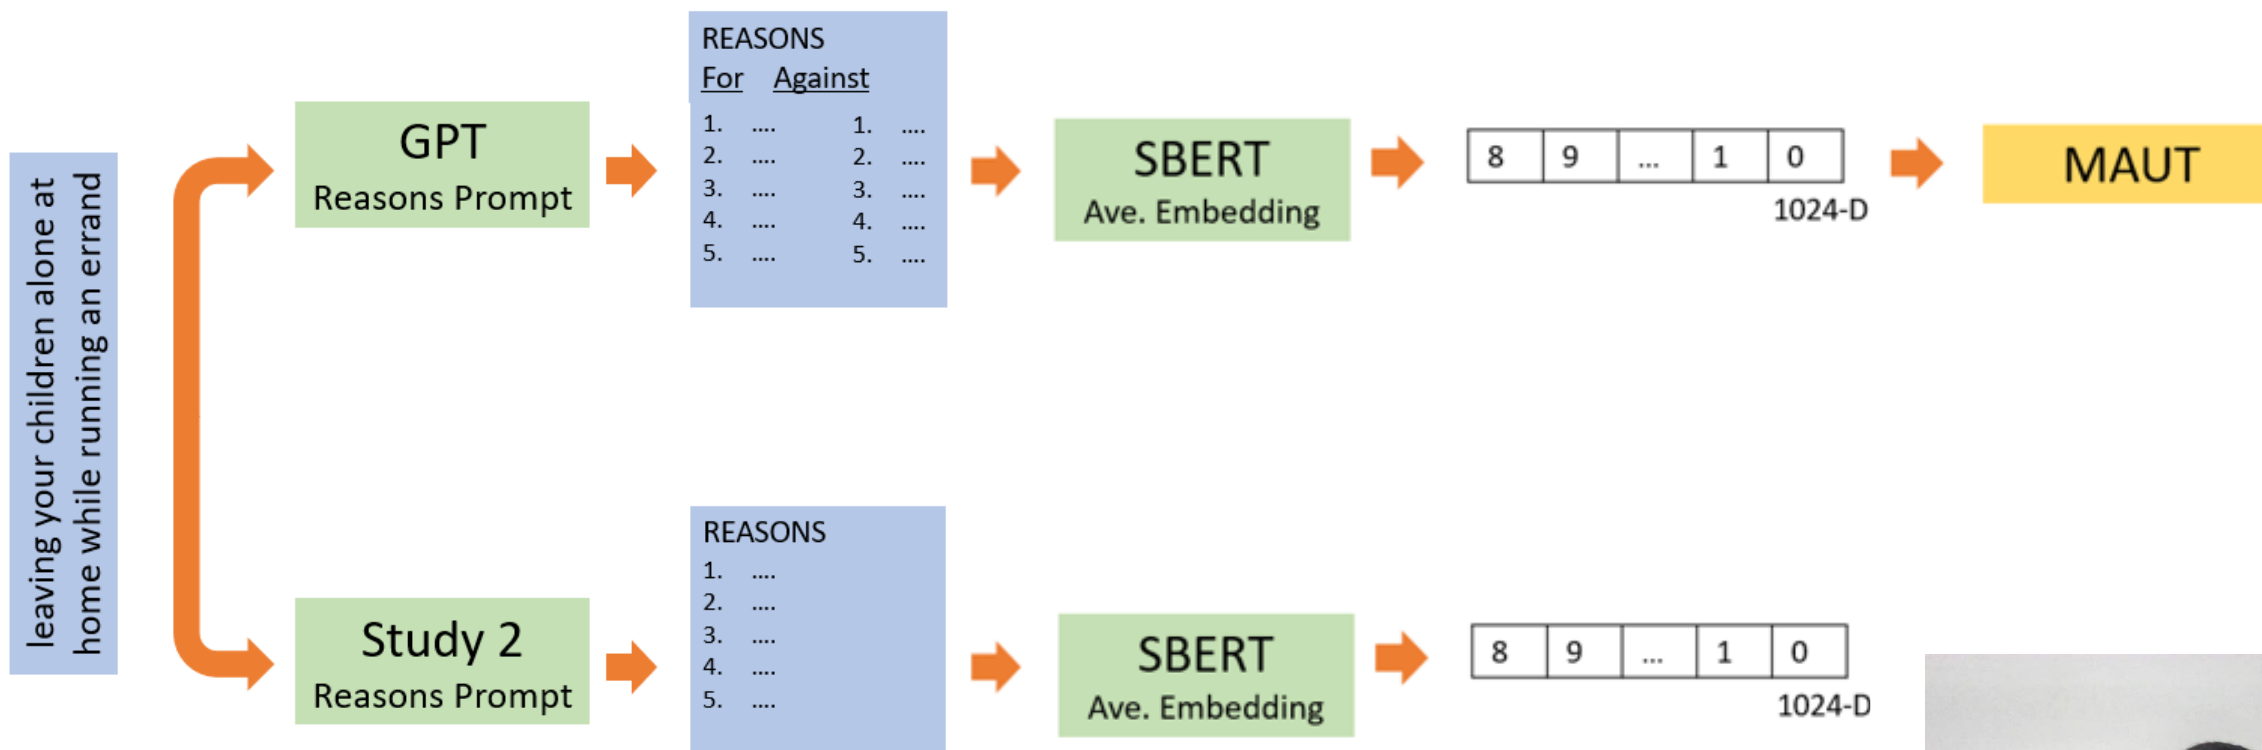 leaving your children alone at
home while running an errand
GPT
Reasons Prompt
REASONS
For Against
1. .... 1. ....
2. .... 2. ....
3. .... 3. ....
4. .... 4. ....
5. .... 5. ....
SBERT
Ave. Embedding
8 9 ... 1 0
1024-D
MAUT
Study 2
Reasons Prompt
REASONS
1. ....
2. ....
3. ....
4. ....
5. ....
SBERT
Ave. Embedding
8 9 ... 1 0
1024-D